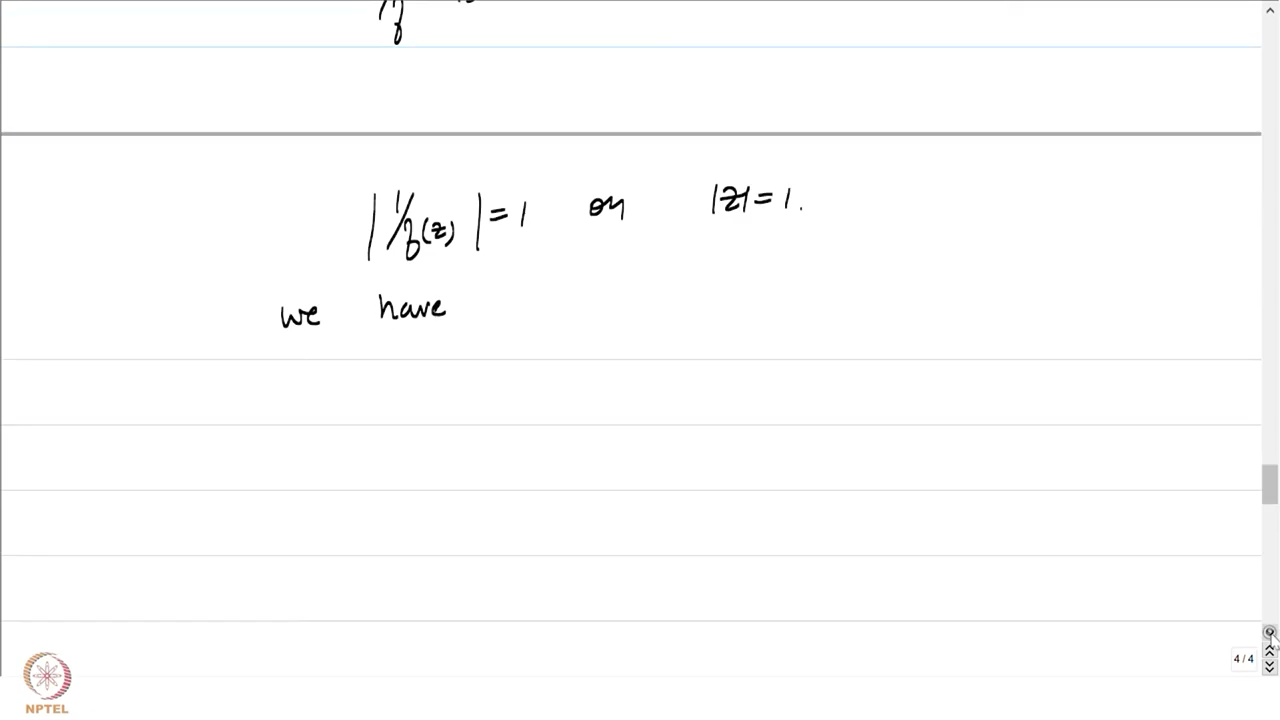 | 1/f(z) | = 1 on |z| = 1.
we have
4 / 4
NPTEL